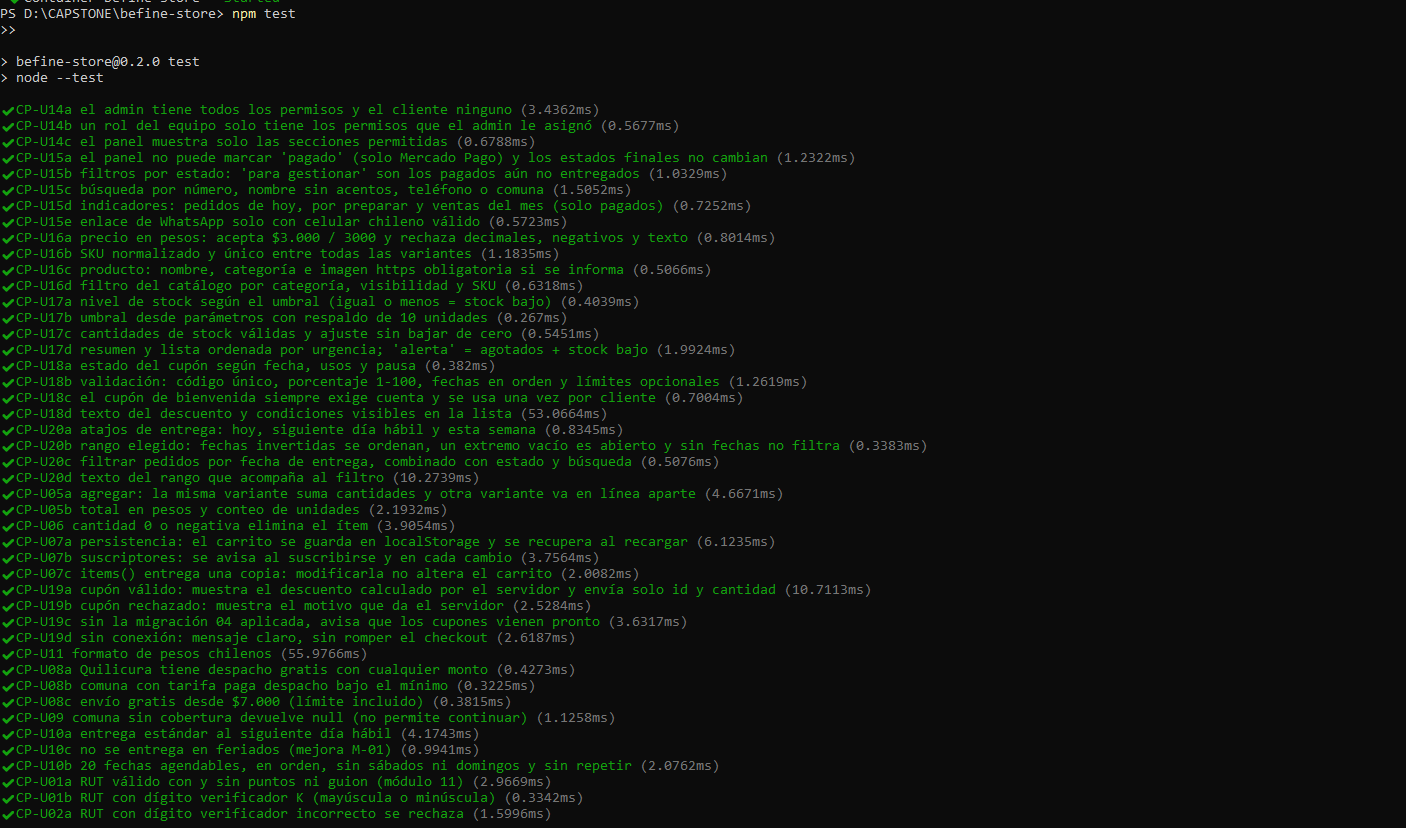 PS D:\CAPSTONE\befine-store> npm test
>>
> befine-store@0.2.0 test
> node --test
✔CP-U14a el admin tiene todos los permisos y el cliente ninguno (3.4362ms)
✔CP-U14b un rol del equipo solo tiene los permisos que el admin le asignó (0.5677ms)
✔CP-U14c el panel muestra solo las secciones permitidas (0.6788ms)
✔CP-U15a el panel no puede marcar 'pagado' (solo Mercado Pago) y los estados finales no cambian (1.2322ms)
✔CP-U15b filtros por estado: 'para gestionar' son los pagados aún no entregados (1.0329ms)
✔CP-U15c búsqueda por número, nombre sin acentos, teléfono o comuna (1.5052ms)
✔CP-U15d indicadores: pedidos de hoy, por preparar y ventas del mes (solo pagados) (0.7252ms)
✔CP-U15e enlace de WhatsApp solo con celular chileno válido (0.5723ms)
✔CP-U16a precio en pesos: acepta $3.000 / 3000 y rechaza decimales, negativos y texto (0.8014ms)
✔CP-U16b SKU normalizado y único entre todas las variantes (1.1835ms)
✔CP-U16c producto: nombre, categoría e imagen https obligatoria si se informa (0.5066ms)
✔CP-U16d filtro del catálogo por categoría, visibilidad y SKU (0.6318ms)
✔CP-U17a nivel de stock según el umbral (igual o menos = stock bajo) (0.4039ms)
✔CP-U17b umbral desde parámetros con respaldo de 10 unidades (0.267ms)
✔CP-U17c cantidades de stock válidas y ajuste sin bajar de cero (0.5451ms)
✔CP-U17d resumen y lista ordenada por urgencia; 'alerta' = agotados + stock bajo (1.9924ms)
✔CP-U18a estado del cupón según fecha, usos y pausa (0.382ms)
✔CP-U18b validación: código único, porcentaje 1-100, fechas en orden y límites opcionales (1.2619ms)
✔CP-U18c el cupón de bienvenida siempre exige cuenta y se usa una vez por cliente (0.7004ms)
✔CP-U18d texto del descuento y condiciones visibles en la lista (53.0664ms)
✔CP-U20a atajos de entrega: hoy, siguiente día hábil y esta semana (0.8345ms)
✔CP-U20b rango elegido: fechas invertidas se ordenan, un extremo vacío es abierto y sin fechas no filtra (0.3383ms)
✔CP-U20c filtrar pedidos por fecha de entrega, combinado con estado y búsqueda (0.5076ms)
✔CP-U20d texto del rango que acompaña al filtro (10.2739ms)
✔CP-U05a agregar: la misma variante suma cantidades y otra variante va en línea aparte (4.6671ms)
✔CP-U05b total en pesos y conteo de unidades (2.1932ms)
✔CP-U06 cantidad 0 o negativa elimina el ítem (3.9054ms)
✔CP-U07a persistencia: el carrito se guarda en localStorage y se recupera al recargar (6.1235ms)
✔CP-U07b suscriptores: se avisa al suscribirse y en cada cambio (3.7564ms)
✔CP-U07c items() entrega una copia: modificarla no altera el carrito (2.0082ms)
✔CP-U19a cupón válido: muestra el descuento calculado por el servidor y envía solo id y cantidad (10.7113ms)
✔CP-U19b cupón rechazado: muestra el motivo que da el servidor (2.5284ms)
✔CP-U19c sin la migración 04 aplicada, avisa que los cupones vienen pronto (3.6317ms)
✔CP-U19d sin conexión: mensaje claro, sin romper el checkout (2.6187ms)
✔CP-U11 formato de pesos chilenos (55.9766ms)
✔CP-U08a Quilicura tiene despacho gratis con cualquier monto (0.4273ms)
✔CP-U08b comuna con tarifa paga despacho bajo el mínimo (0.3225ms)
✔CP-U08c envío gratis desde $7.000 (límite incluido) (0.3815ms)
✔CP-U09 comuna sin cobertura devuelve null (no permite continuar) (1.1258ms)
✔CP-U10a entrega estándar al siguiente día hábil (4.1743ms)
✔CP-U10c no se entrega en feriados (mejora M-01) (0.9941ms)
✔CP-U10b 20 fechas agendables, en orden, sin sábados ni domingos y sin repetir (2.0762ms)
✔CP-U01a RUT válido con y sin puntos ni guion (módulo 11) (2.9669ms)
✔CP-U01b RUT con dígito verificador K (mayúscula o minúscula) (0.3342ms)
✔CP-U02a RUT con dígito verificador incorrecto se rechaza (1.5996ms)